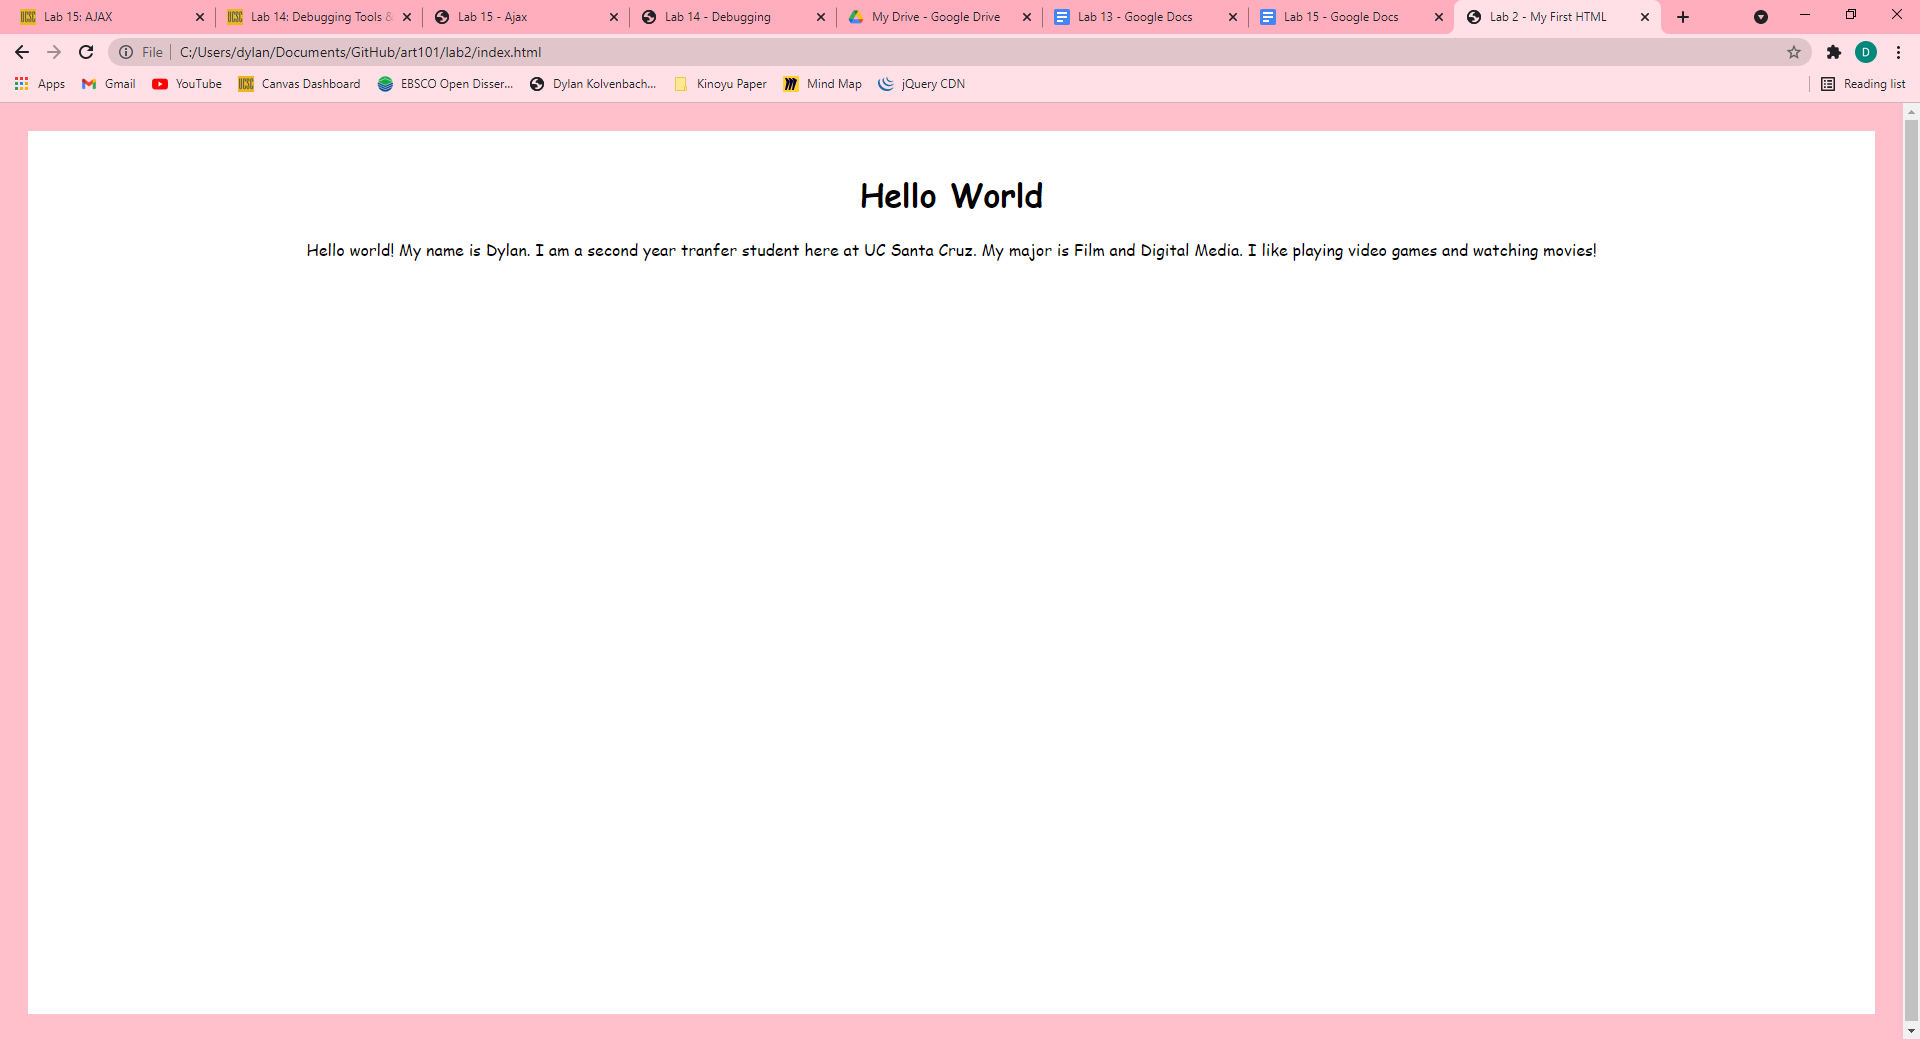 Lab 15: AJAX
Lab 14: Debugging Tools &
Lab 15 - Ajax
Lab 14 - Debugging
My Drive - Google Drive
Lab 13 - Google Docs
Lab 15 - Google Docs
Lab 2 - My First HTML
File
C:/Users/dylan/Documents/GitHub/art101/lab2/index.html
D
Apps
Gmail
YouTube
UCSC
Canvas Dashboard
EBSCO Open Disser...
Dylan Kolvenbach...
Kinoyu Paper
Mind Map
jQuery CDN
Reading list
Hello World
Hello world! My name is Dylan. I am a second year tranfer student here at UC Santa Cruz. My major is Film and Digital Media. I like playing video games and watching movies!